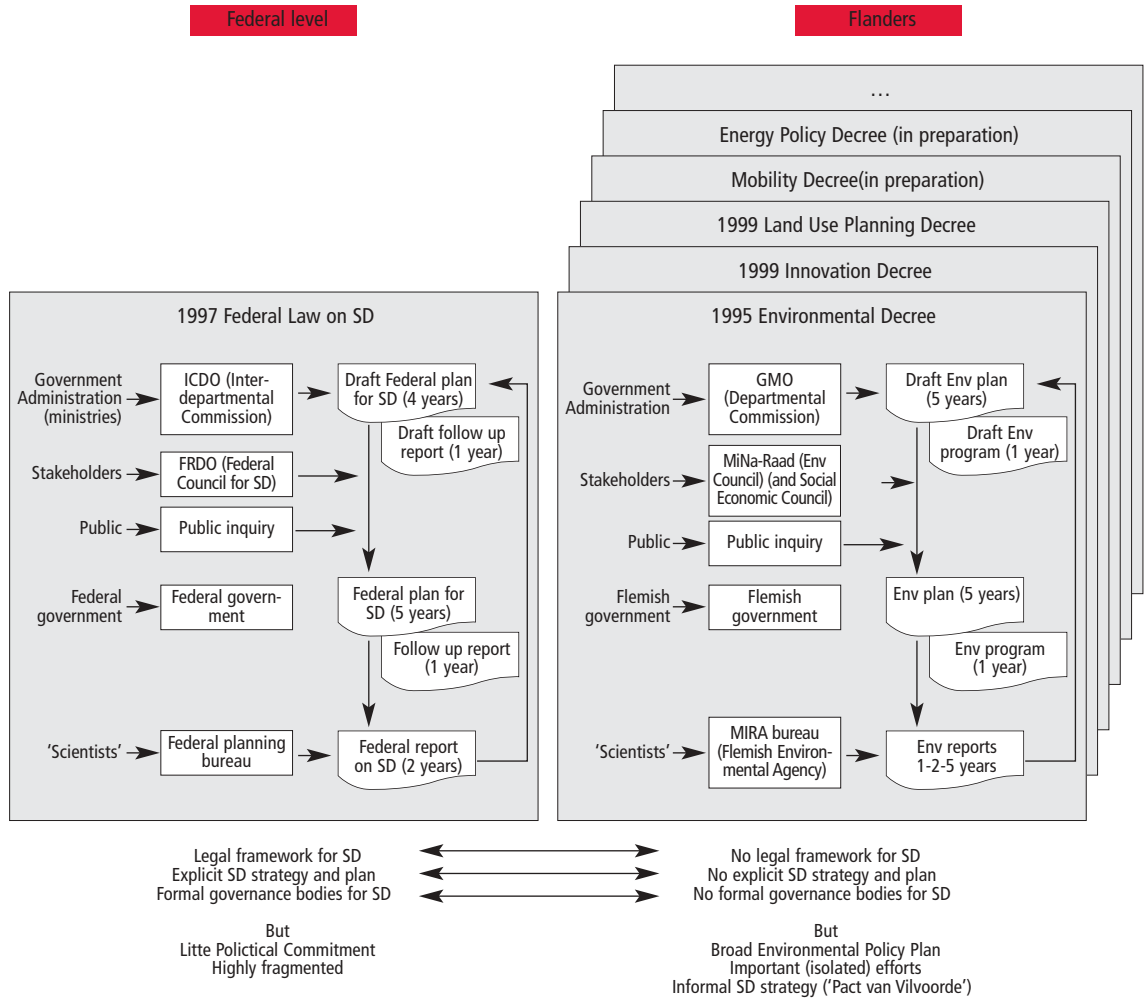 Federal level
Flanders
…
Energy Policy Decree (in preparation)
Mobility Decree(in preparation)
1999 Land Use Planning Decree
1999 Innovation Decree
1997 Federal Law on SD
Government
Administration
(ministries)
ICDO (Inter-
departmental
Commission)
Draft Federal plan
for SD (4 years)
Draft follow up
report (1 year)
Stakeholders
FRDO (Federal
Council for SD)
Public
Public inquiry
Federal
government
Federal govern-
ment
Federal plan for
SD (5 years)
Follow up report
(1 year)
'Scientists'
Federal planning
bureau
Federal report
on SD (2 years)
1995 Environmental Decree
Government
Administration
GMO
(Departmental
Commission)
Draft Env plan
(5 years)
Draft Env
program (1 year)
Stakeholders
MiNa-Raad (Env
Council) (and Social
Economic Council)
Public
Public inquiry
Flemish
government
Flemish
government
Env plan (5 years)
Env program
(1 year)
'Scientists'
MIRA bureau
(Flemish Environ-
mental Agency)
Env reports
1-2-5 years
Legal framework for SD
Explicit SD strategy and plan
Formal governance bodies for SD
But
Litte Polictical Commitment
Highly fragmented
No legal framework for SD
No explicit SD strategy and plan
No formal governance bodies for SD
But
Broad Environmental Policy Plan
Important (isolated) efforts
Informal SD strategy ('Pact van Vilvoorde')